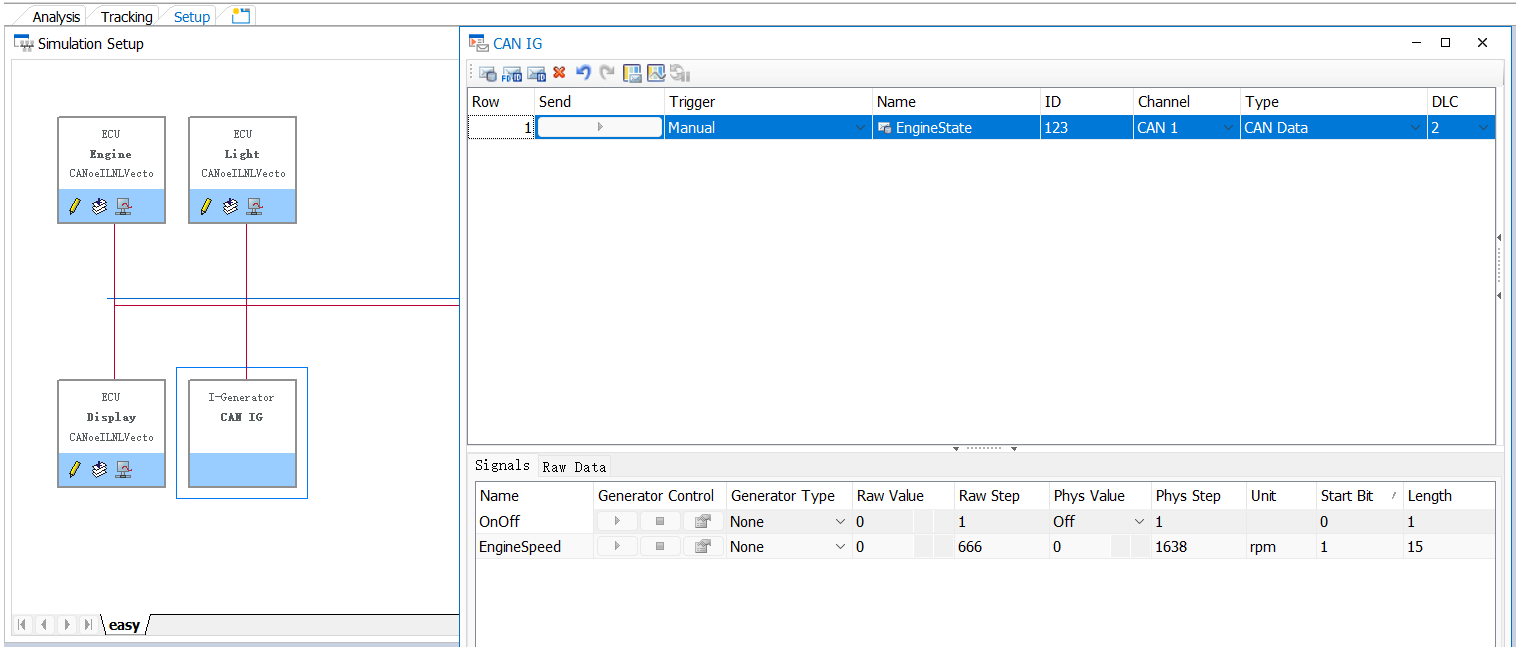 Analysis Tracking Setup
Simulation Setup
ECU
Engine
CANoeILNLVecto
ECU
Light
CANoeILNLVecto
ECU
Display
CANoeILNLVecto
I-Generator
CAN IG
easy
CAN IG
Row Send Trigger Name ID Channel Type DLC
1 Manual EngineState 123 CAN 1 CAN Data 2
Signals Raw Data
Name Generator Control Generator Type Raw Value Raw Step Phys Value Phys Step Unit Start Bit Length
OnOff None 0 1 Off 1 0 1
EngineSpeed None 0 666 0 1638 rpm 1 15